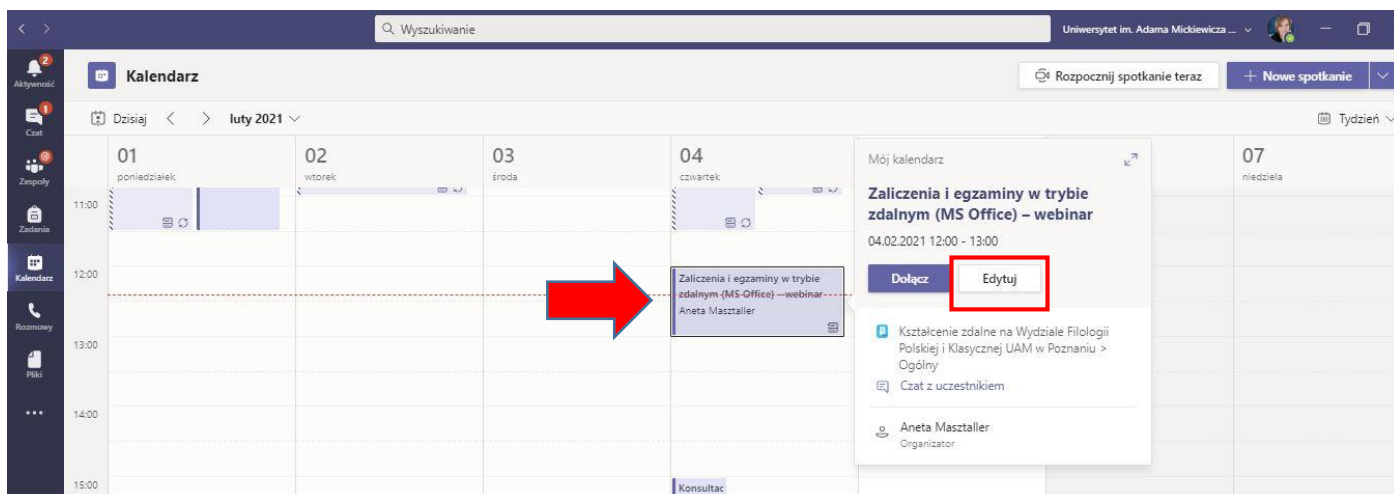 Wyszukiwanie
Uniwersytet im. Adama Mickiewicza ...
2
Aktywność
Kalendarz
Rozpocznij spotkanie teraz
+ Nowe spotkanie
1
Czat
Dzisiaj < > luty 2021
Tydzień
Zespoły
01
poniedziałek
02
wtorek
03
środa
04
czwartek
07
niedziela
Zadania
Kalendarz
Rozmowy
Pliki
...
11:00
12:00
13:00
14:00
15:00
Zaliczenia i egzaminy w trybie
zdalnym (MS Office) – webinar
Aneta Masztaller
Konsultac
Mój kalendarz
Zaliczenia i egzaminy w trybie
zdalnym (MS Office) – webinar
04.02.2021 12:00 - 13:00
Dołącz
Edytuj
Kształcenie zdalne na Wydziale Filologii
Polskiej i Klasycznej UAM w Poznaniu >
Ogólny
Czat z uczestnikiem
Aneta Masztaller
Organizator